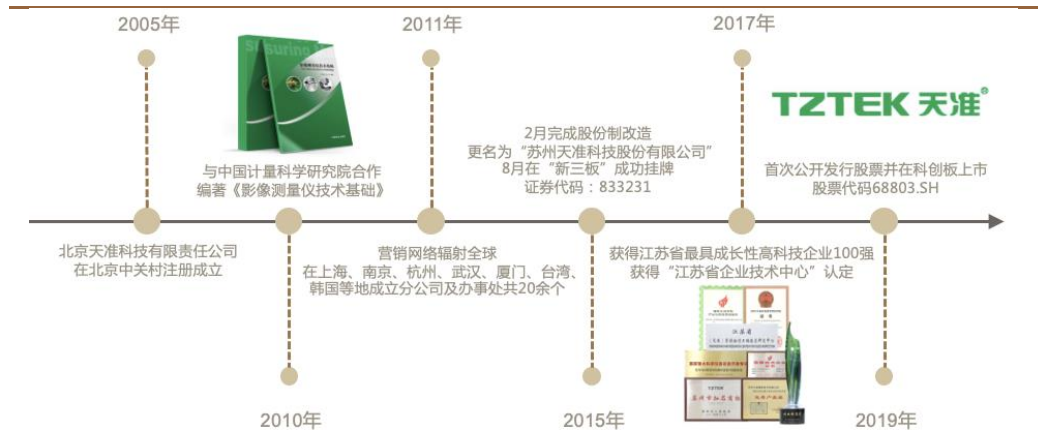 2005年
2011年
2017年
TZTEK 天准®
2月完成股份制改造
更名为“苏州天准科技股份有限公司”
8月在“新三板”成功挂牌
证券代码：833231
与中国计量科学研究院合作
编著《影像测量仪技术基础》
首次公开发行股票并在科创板上市
股票代码68803.SH
北京天准科技有限责任公司
在北京中关村注册成立
营销网络辐射全球
在上海、南京、杭州、武汉、厦门、台湾、
韩国等地成立分公司及办事处共20余个
获得江苏省最具成长性高科技企业100强
获得“江苏省企业技术中心”认定
江苏省
TZTEK
2010年
2015年
2019年